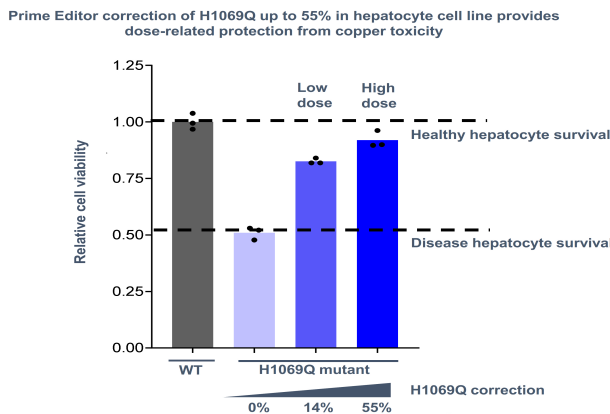 Prime Editor correction of H1069Q up to 55% in hepatocyte cell line provides
dose-related protection from copper toxicity
1.25
Low
dose
High
dose
1.00
Healthy hepatocyte survival
0.75
Relative cell viability
0.50
Disease hepatocyte survival
0.25
0.00
WT
H1069Q mutant
H1069Q correction
0%
14%
55%